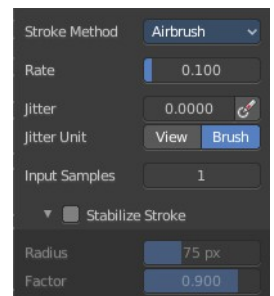 Stroke Method Airbrush
Rate 0.100
Jitter 0.0000
Jitter Unit View Brush
Input Samples 1
Stabilize Stroke
Radius 75 px
Factor 0.900